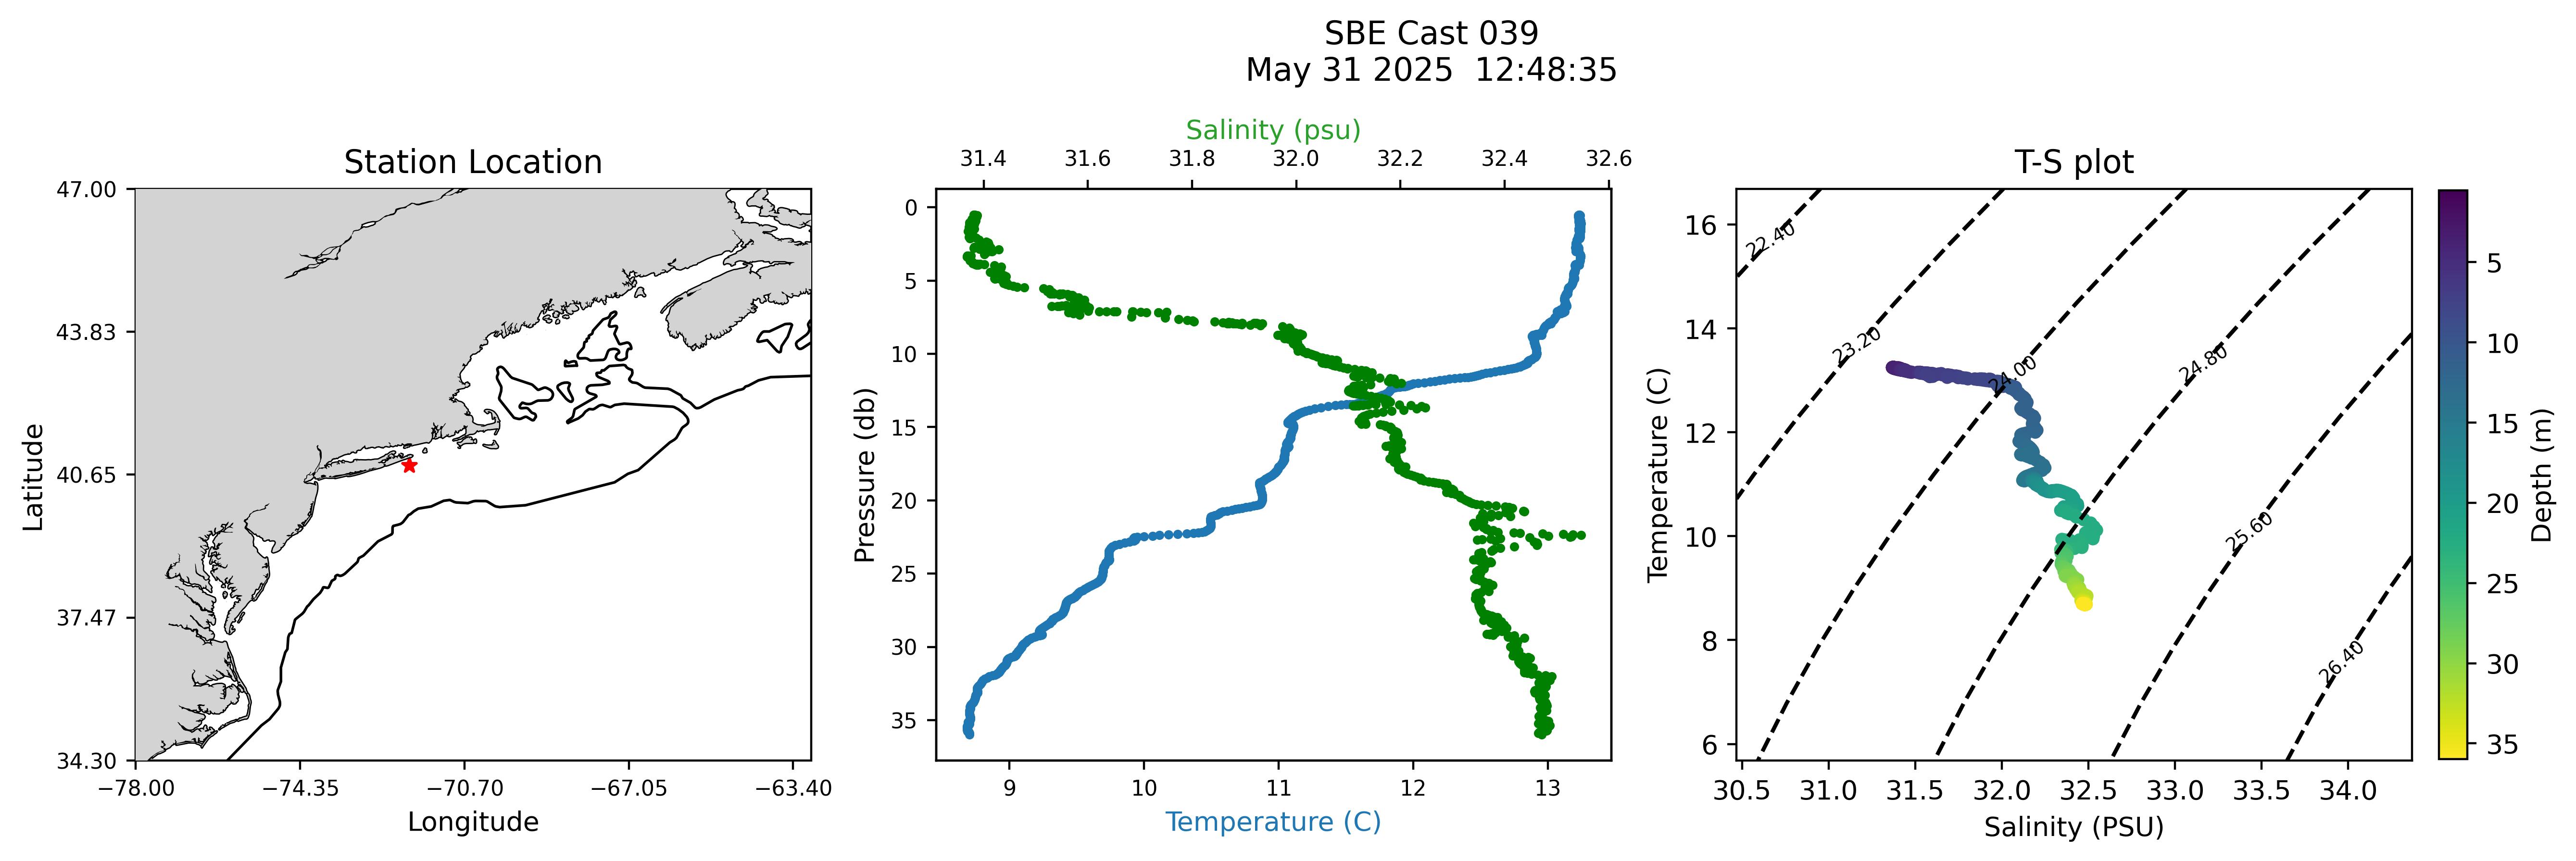 SBE Cast 039
May 31 2025  12:48:35
Station Location
47.00
43.83
40.65
37.47
34.30
Latitude
−78.00 −74.35 −70.70 −67.05 −63.40
Longitude
Salinity (psu)
31.4 31.6 31.8 32.0 32.2 32.4 32.6
0
5
10
15
20
25
30
35
Pressure (db)
9 10 11 12 13
Temperature (C)
T-S plot
16
14
12
10
8
6
Temperature (C)
22.40
23.20
24.00
24.80
25.60
26.40
30.5 31.0 31.5 32.0 32.5 33.0 33.5 34.0
Salinity (PSU)
5
10
15
20
25
30
35
Depth (m)